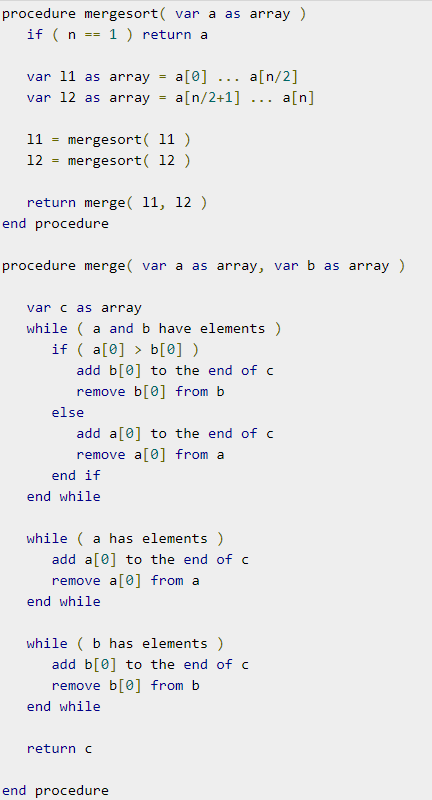 procedure mergesort( var a as array )
   if ( n == 1 ) return a

   var l1 as array = a[0] ... a[n/2]
   var l2 as array = a[n/2+1] ... a[n]

   l1 = mergesort( l1 )
   l2 = mergesort( l2 )

   return merge( l1, l2 )
end procedure

procedure merge( var a as array, var b as array )

   var c as array
   while ( a and b have elements )
      if ( a[0] > b[0] )
         add b[0] to the end of c
         remove b[0] from b
      else
         add a[0] to the end of c
         remove a[0] from a
      end if
   end while

   while ( a has elements )
      add a[0] to the end of c
      remove a[0] from a
   end while

   while ( b has elements )
      add b[0] to the end of c
      remove b[0] from b
   end while

   return c

end procedure